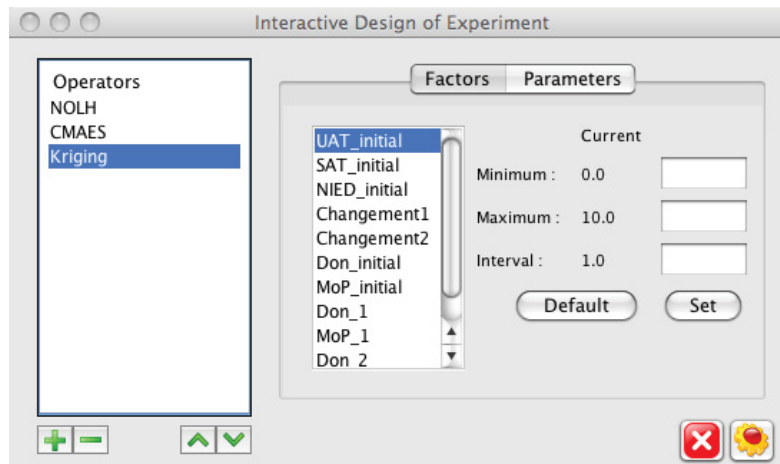 Interactive Design of Experiment
Operators
NOLH
CMAES
Kriging
Factors
Parameters
UAT_initial
SAT_initial
NIED_initial
Changement1
Changement2
Don_initial
MoP_initial
Don_1
MoP_1
Don_2
Current
Minimum : 0.0
Maximum : 10.0
Interval : 1.0
Default
Set